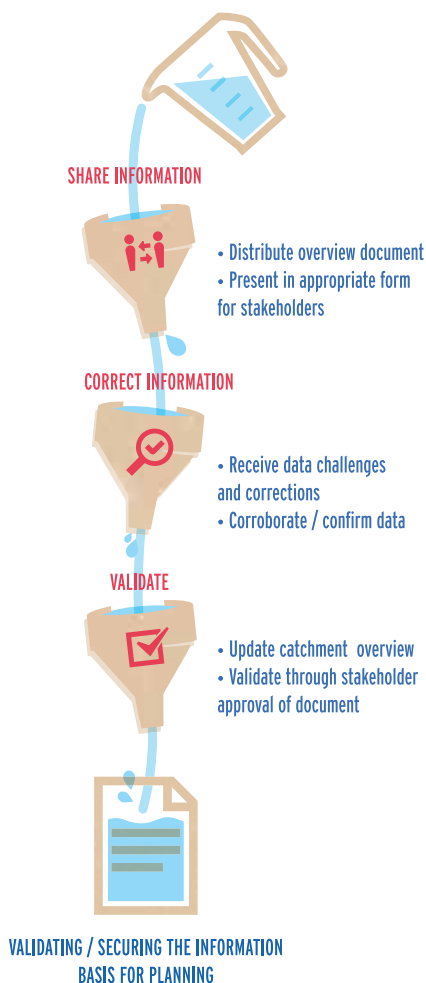 SHARE INFORMATION
• Distribute overview document
• Present in appropriate form
for stakeholders
CORRECT INFORMATION
• Receive data challenges
and corrections
• Corroborate / confirm data
VALIDATE
• Update catchment overview
• Validate through stakeholder
approval of document
VALIDATING / SECURING THE INFORMATION
BASIS FOR PLANNING